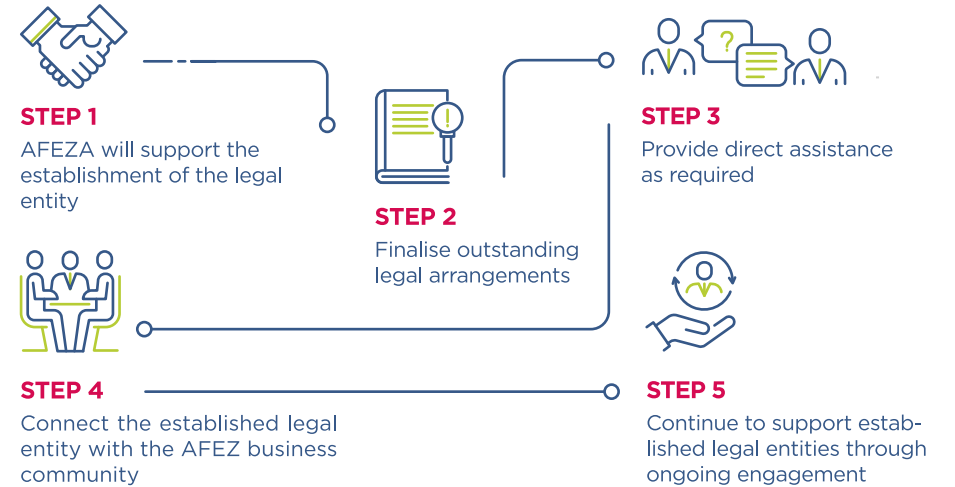 STEP 1
AFEZA will support the
establishment of the legal
entity
STEP 2
Finalise outstanding
legal arrangements
?
STEP 3
Provide direct assistance
as required
STEP 4
Connect the established legal
entity with the AFEZ business
community
STEP 5
Continue to support estab-
lished legal entities through
ongoing engagement